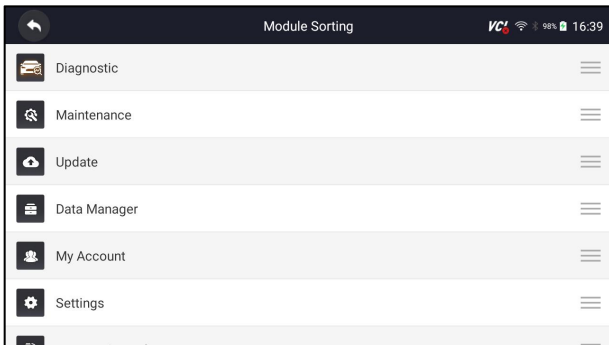 Module Sorting
VCI 98% 16:39
Diagnostic
Maintenance
Update
Data Manager
My Account
Settings